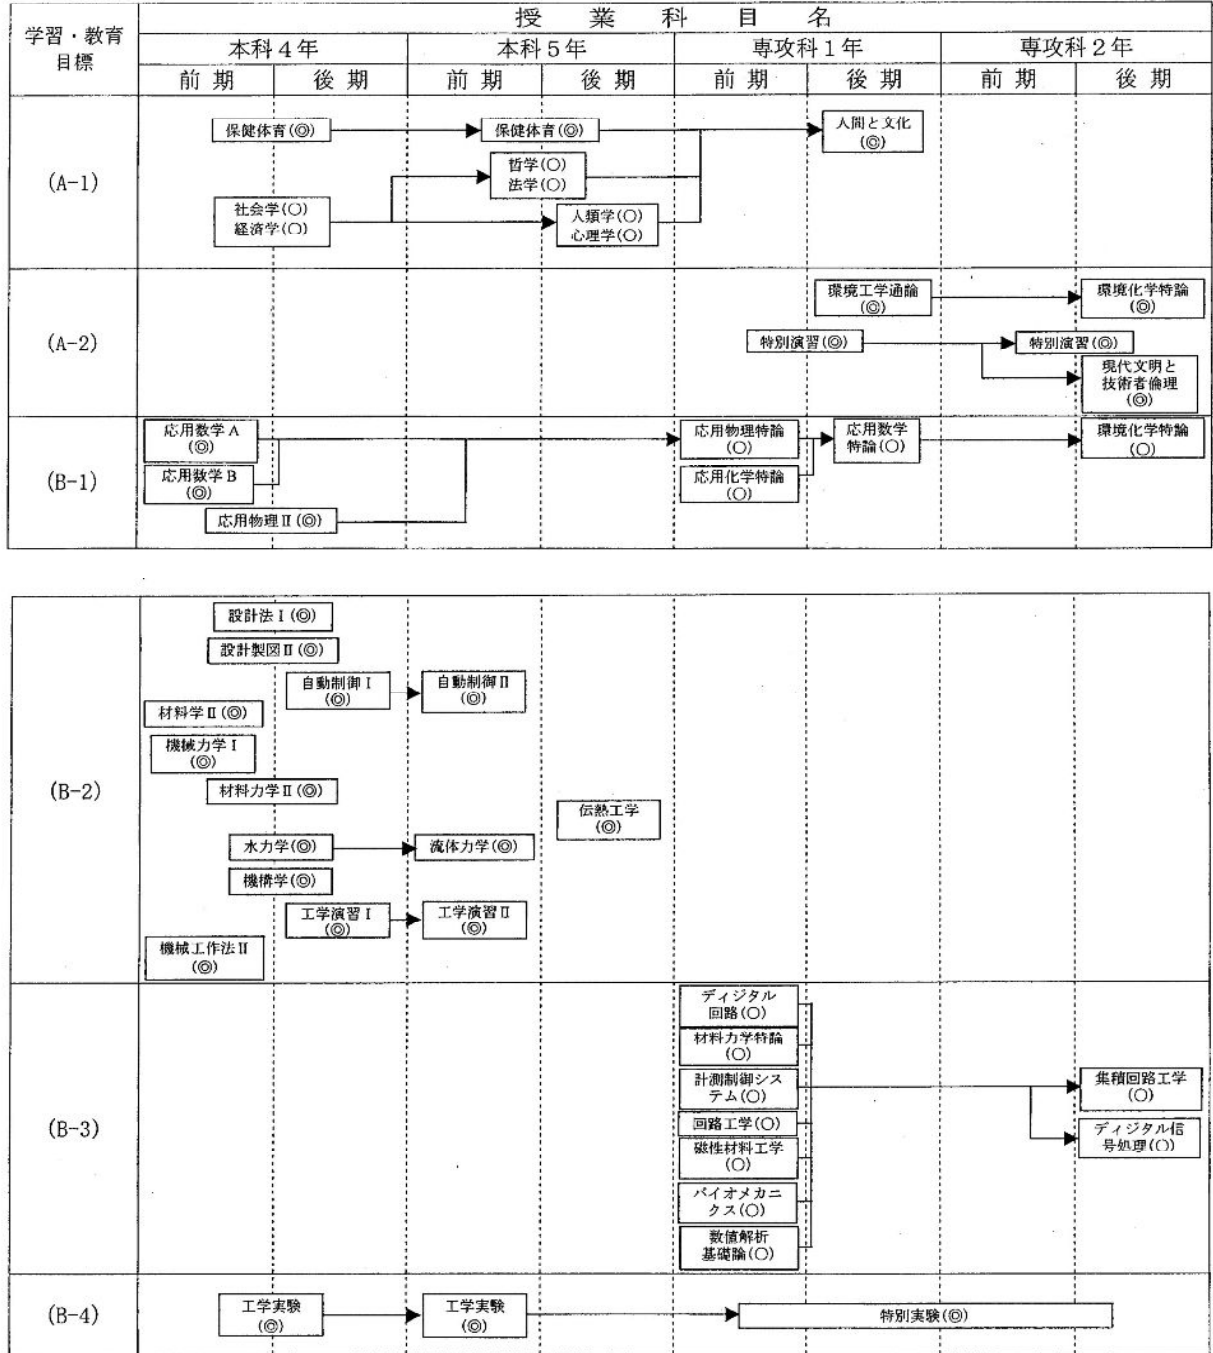 学習・教育
目標
授 業 科 目 名
本科４年
本科５年
専攻科１年
専攻科２年
前 期
後 期
前 期
後 期
前 期
後 期
前 期
後 期
(A-1)
保健体育(◎)
保健体育(◎)
人間と文化
(◎)
哲学(○)
法学(○)
社会学(○)
経済学(○)
人類学(○)
心理学(○)
(A-2)
環境工学通論
(◎)
環境化学特論
(◎)
特別演習(◎)
特別演習(◎)
現代文明と
技術者倫理
(◎)
(B-1)
応用数学Ａ
(◎)
応用数学Ｂ
(◎)
応用物理Ⅱ(◎)
応用物理特論
(○)
応用化学特論
(○)
応用数学
特論(○)
環境化学特論
(○)
(B-2)
設計法Ⅰ(◎)
設計製図Ⅱ(◎)
自動制御Ⅰ
(◎)
自動制御Ⅱ
(◎)
材料学Ⅱ(◎)
機械力学Ⅰ
(◎)
材料力学Ⅱ(◎)
伝熱工学
(◎)
水力学(◎)
流体力学(◎)
機構学(◎)
工学演習Ⅰ
(◎)
工学演習Ⅱ
(◎)
機械工作法Ⅱ
(◎)
(B-3)
ディジタル
回路(○)
材料力学特論
(○)
計測制御シス
テム(○)
回路工学(○)
磁性材料工学
(○)
バイオメカニ
クス(○)
数値解析
基礎論(○)
集積回路工学
(○)
ディジタル信
号処理(○)
(B-4)
工学実験
(◎)
工学実験
(◎)
特別実験(◎)